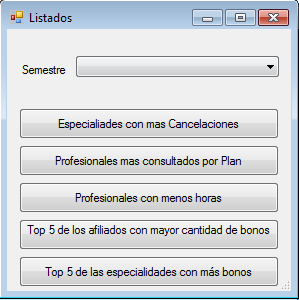 Listados
Semestre
Especialiades con mas Cancelaciones
Profesionales mas consultados por Plan
Profesionales con menos horas
Top 5 de los afiliados con mayor cantidad de bonos
Top 5 de las especialidades con más bonos